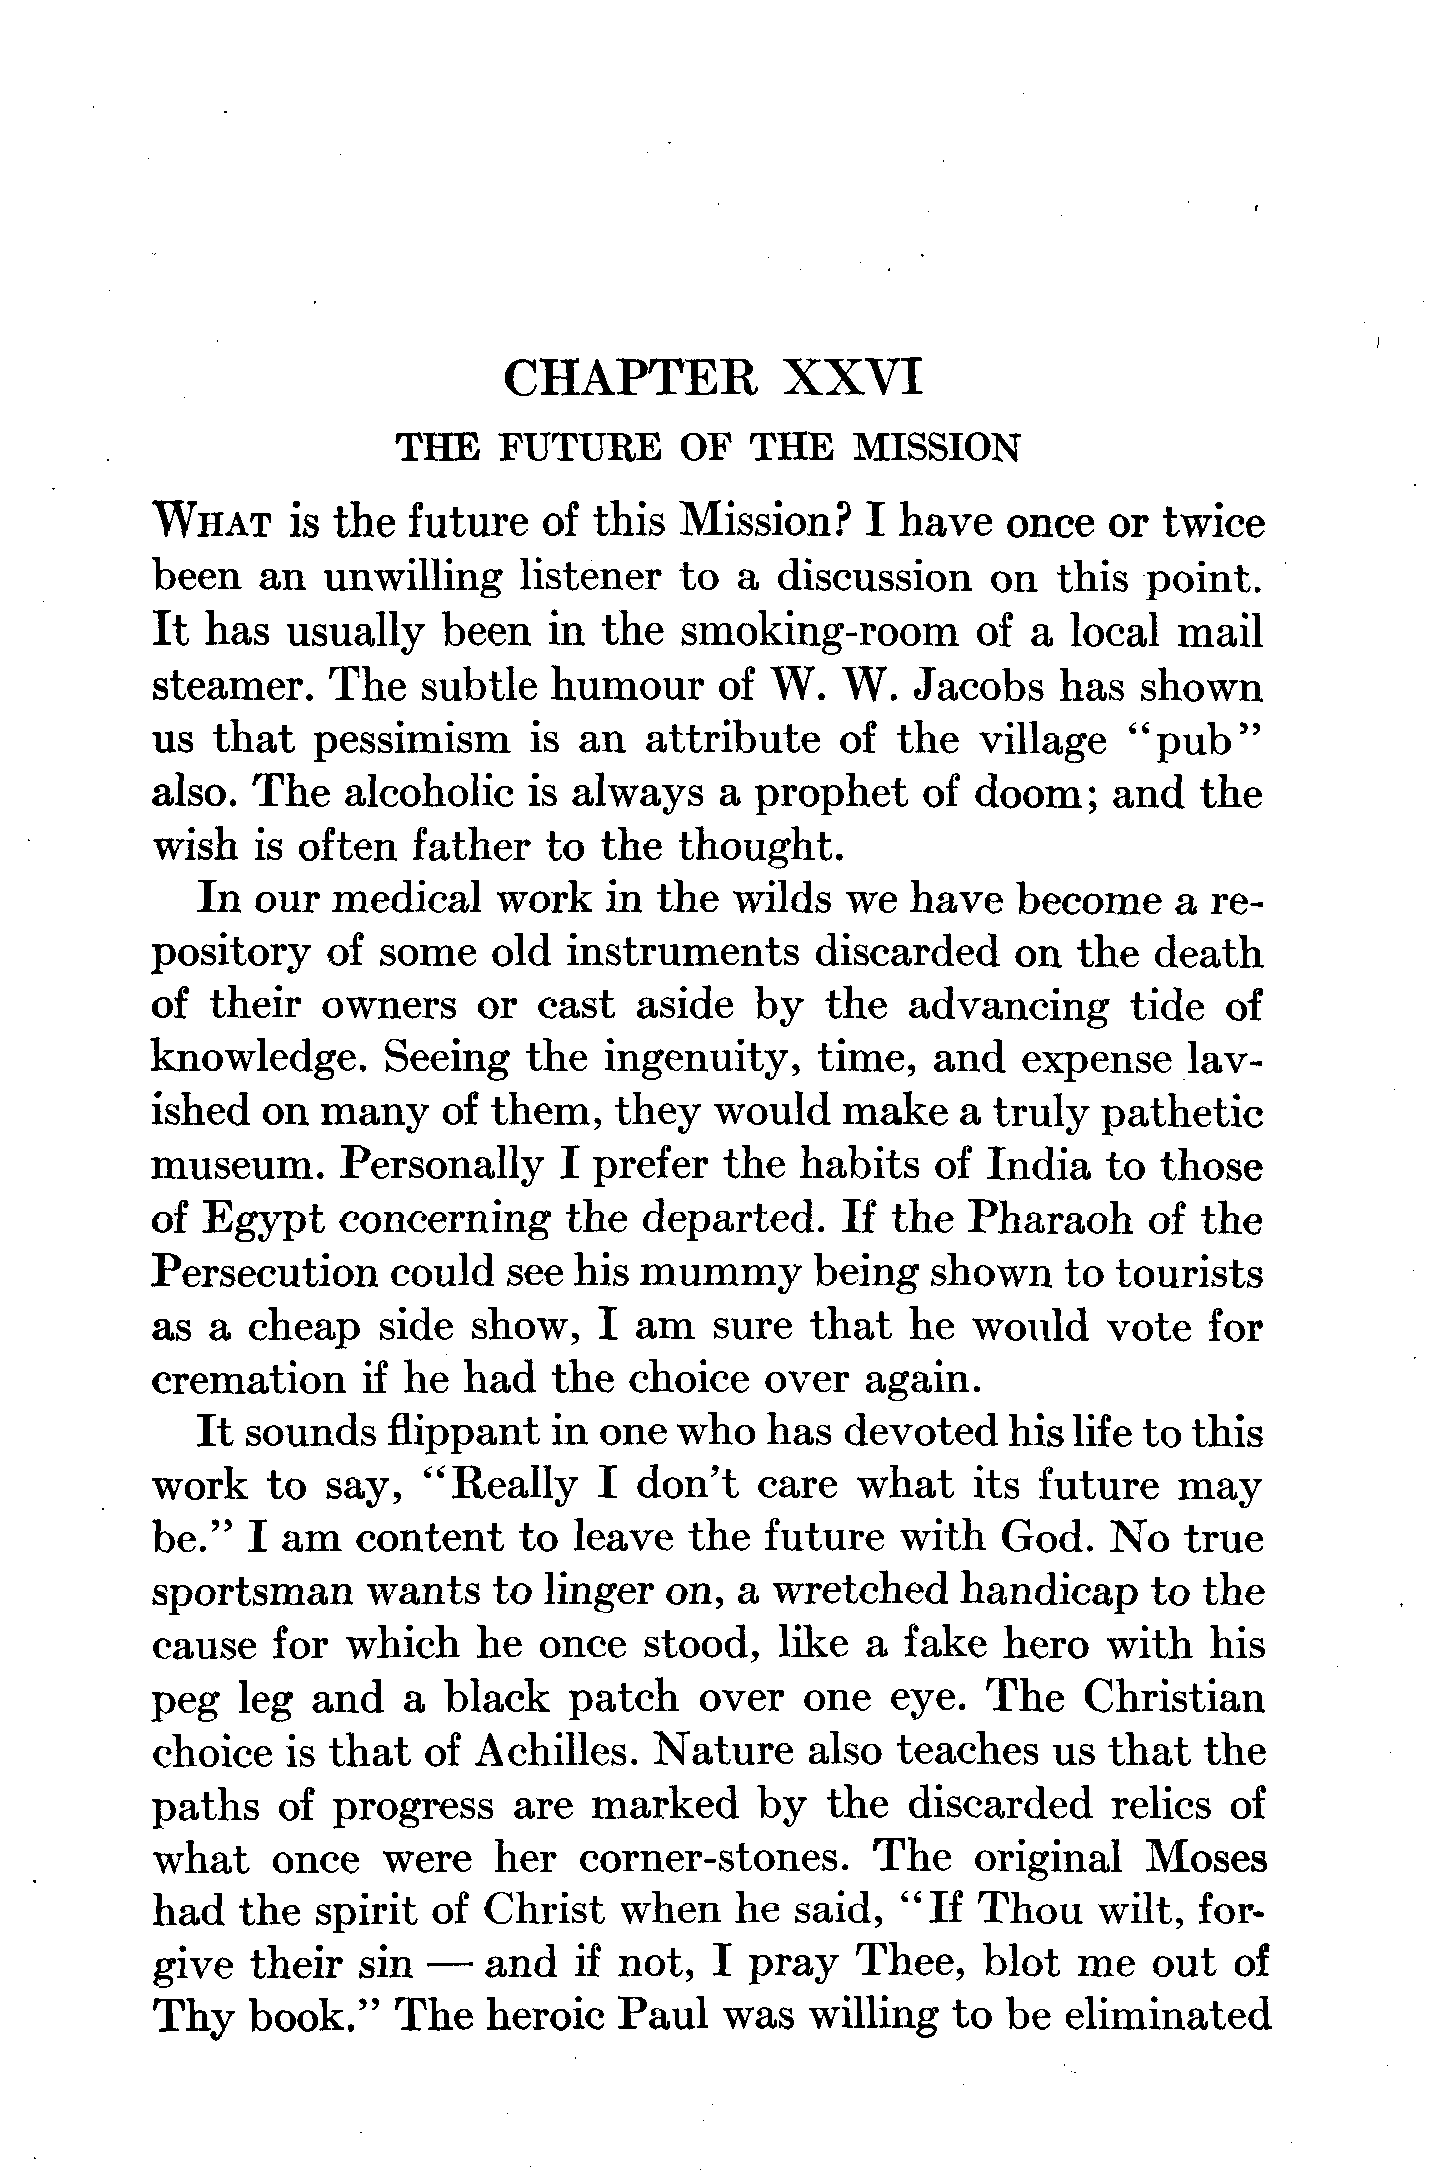 CHAPTER XXVI
THE FUTURE OF THE MISSION
WHAT is the future of this Mission? I have once or twice
been an unwilling listener to a discussion on this point.
It has usually been in the smoking-room of a local mail
steamer. The subtle humour of W. W. Jacobs has shown
us that pessimism is an attribute of the village "pub"
also. The alcoholic is always a prophet of doom; and the
wish is often father to the thought.
In our medical work in the wilds we have become a re-
pository of some old instruments discarded on the death
of their owners or cast aside by the advancing tide of
knowledge. Seeing the ingenuity, time, and expense lav-
ished on many of them, they would make a truly pathetic
museum. Personally I prefer the habits of India to those
of Egypt concerning the departed. If the Pharaoh of the
Persecution could see his mummy being shown to tourists
as a cheap side show, I am sure that he would vote for
cremation if he had the choice over again.
It sounds flippant in one who has devoted his life to this
work to say, "Really I don't care what its future may
be." I am content to leave the future with God. No true
sportsman wants to linger on, a wretched handicap to the
cause for which he once stood, like a fake hero with his
peg leg and a black patch over one eye. The Christian
choice is that of Achilles. Nature also teaches us that the
paths of progress are marked by the discarded relics of
what once were her corner-stones. The original Moses
had the spirit of Christ when he said, "If Thou wilt, for-
give their sin — and if not, I pray Thee, blot me out of
Thy book." The heroic Paul was willing to be eliminated